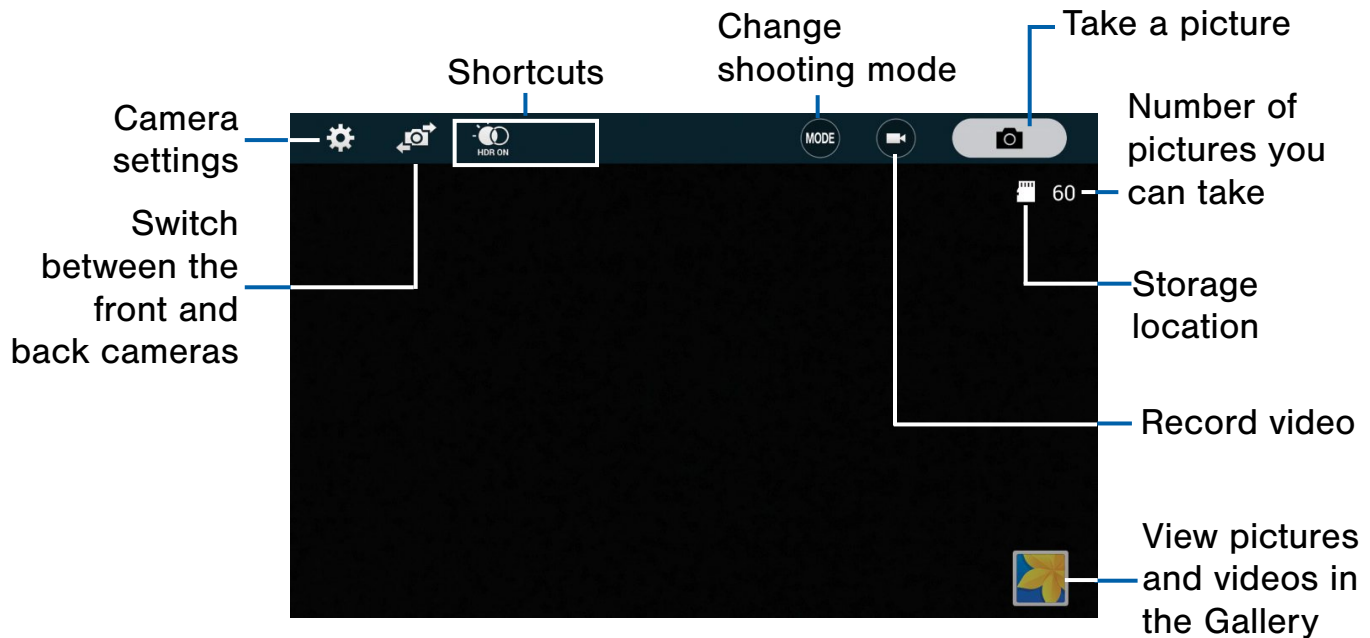 Take a picture
Change
shooting mode
Shortcuts
Camera
settings
HDR ON
MODE
Number of
pictures you
can take
60
Switch
between the
front and
back cameras
Storage
location
Record video
View pictures
and videos in
the Gallery